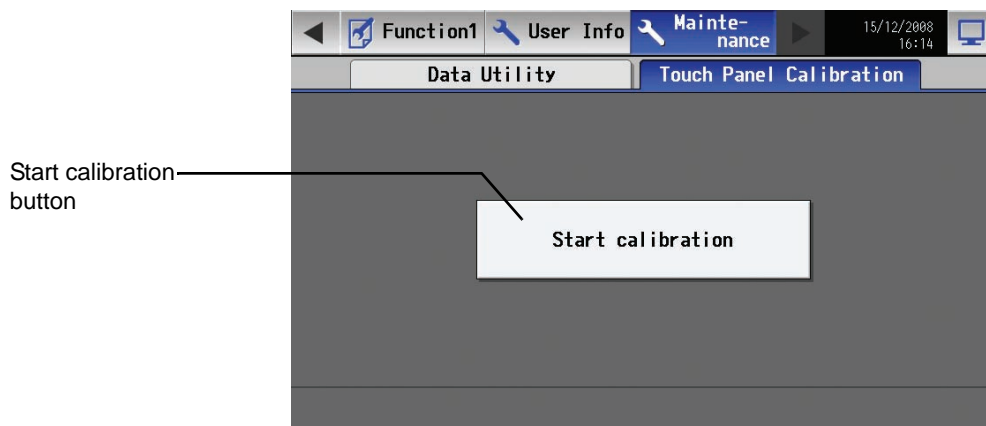 Function1 User Info Mainte-
nance
15/12/2008
16:14
Data Utility Touch Panel Calibration
Start calibration
button
Start calibration